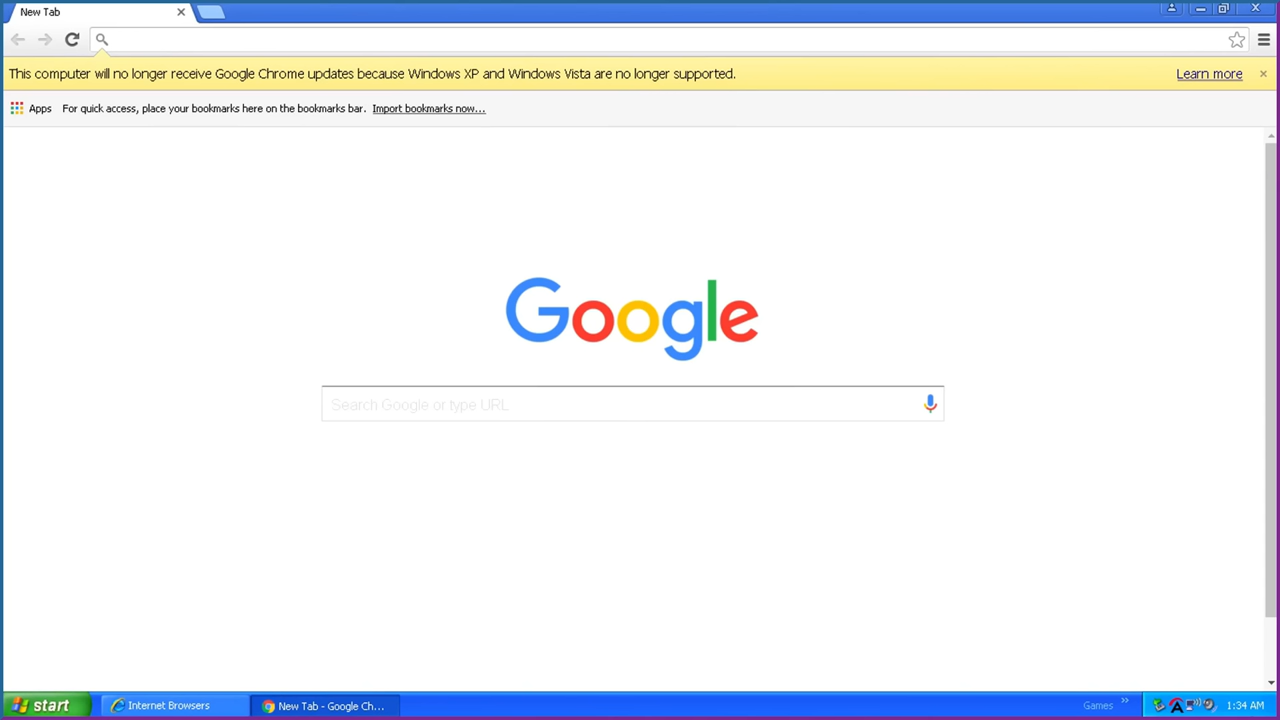 New Tab
This computer will no longer receive Google Chrome updates because Windows XP and Windows Vista are no longer supported. Learn more
Apps For quick access, place your bookmarks here on the bookmarks bar. Import bookmarks now...
Google
Search Google or type URL
start Internet Browsers New Tab - Google Ch... Games 1:34 AM